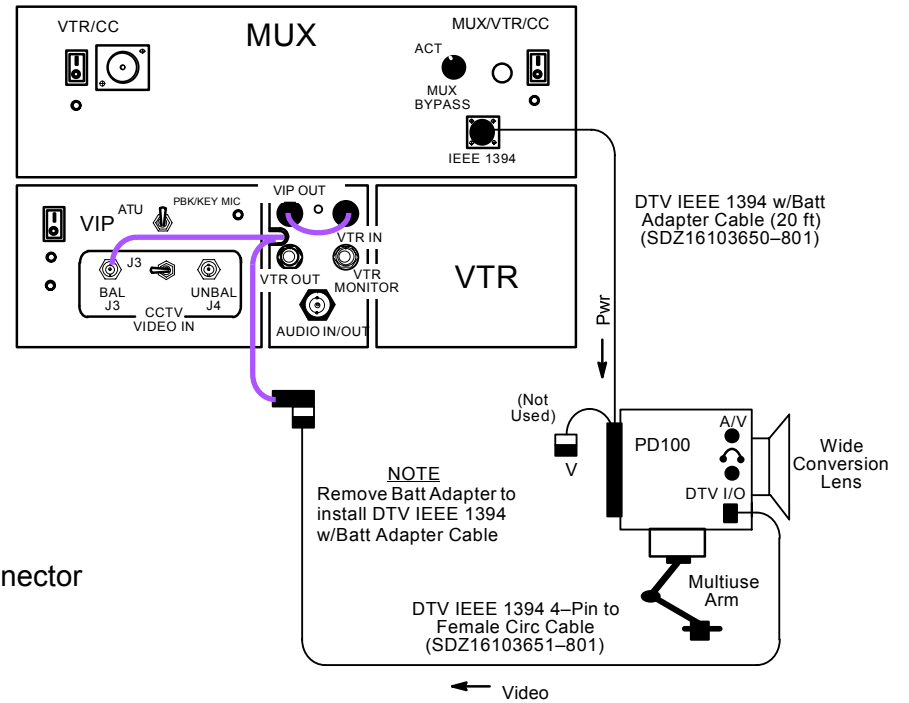 VTR/CC
MUX
MUX/VTR/CC
ACT
MUX
BYPASS
IEEE 1394
VIP
ATU
PBK/KEY MIC
VIP OUT
VTR IN
VTR OUT
VTR
MONITOR
AUDIO IN/OUT
J3
BAL
J3
UNBAL
J4
CCTV
VIDEO IN
VTR
DTV IEEE 1394 w/Batt
Adapter Cable (20 ft)
(SDZ16103650–801)
Pwr
(Not
Used)
V
PD100
A/V
DTV I/O
Wide
Conversion
Lens
NOTE
Remove Batt Adapter to
install DTV IEEE 1394
w/Batt Adapter Cable
nector
Multiuse
Arm
DTV IEEE 1394 4–Pin to
Female Circ Cable
(SDZ16103651–801)
Video